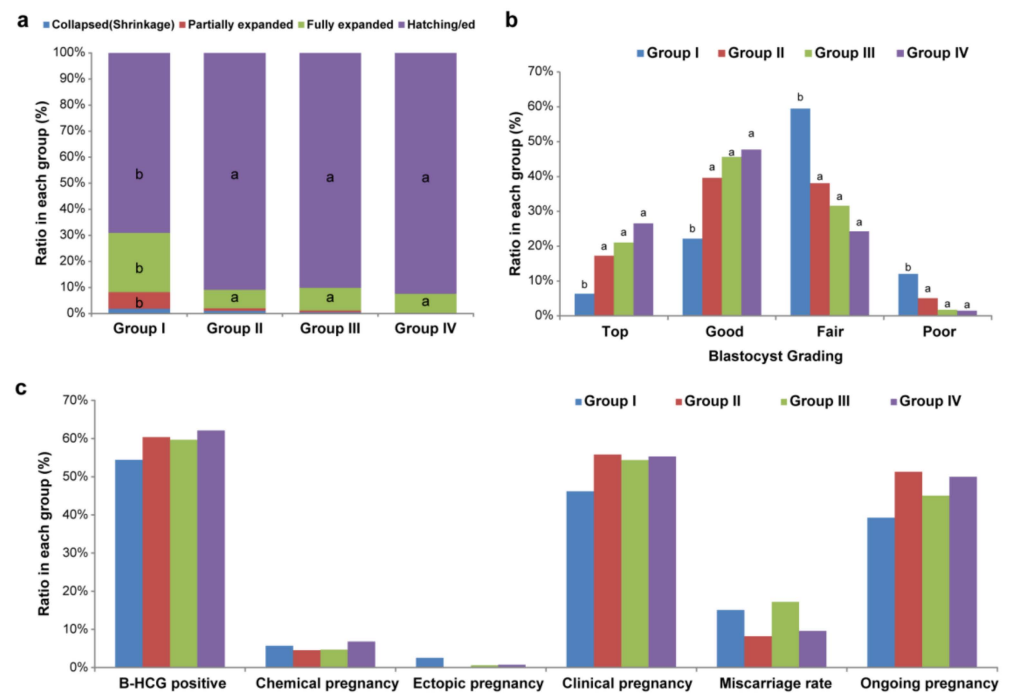 a
Collapsed(Shrinkage) Partially expanded Fully expanded Hatching/ed
Ratio in each group (%)
100%
90%
80%
70%
60%
50%
40%
30%
20%
10%
0%
b a a a
b a a a
b
Group I Group II Group III Group IV
b
Group I Group II Group III Group IV
Ratio in each group (%)
70%
60%
50%
40%
30%
20%
10%
0%
b a a a
b a a a
b a a a
b a a a
Top Good Fair Poor
Blastocyst Grading
c
Group I Group II Group III Group IV
Ratio in each group (%)
70%
60%
50%
40%
30%
20%
10%
0%
B-HCG positive Chemical pregnancy Ectopic pregnancy Clinical pregnancy Miscarriage rate Ongoing pregnancy